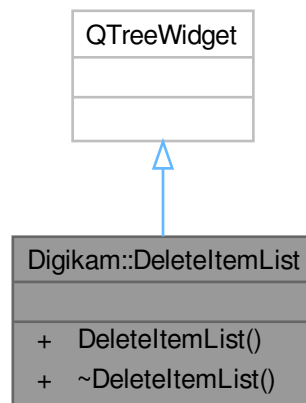 QTreeWidget
Digikam::DeleteItemList
+ DeleteItemList()
+ ~DeleteItemList()